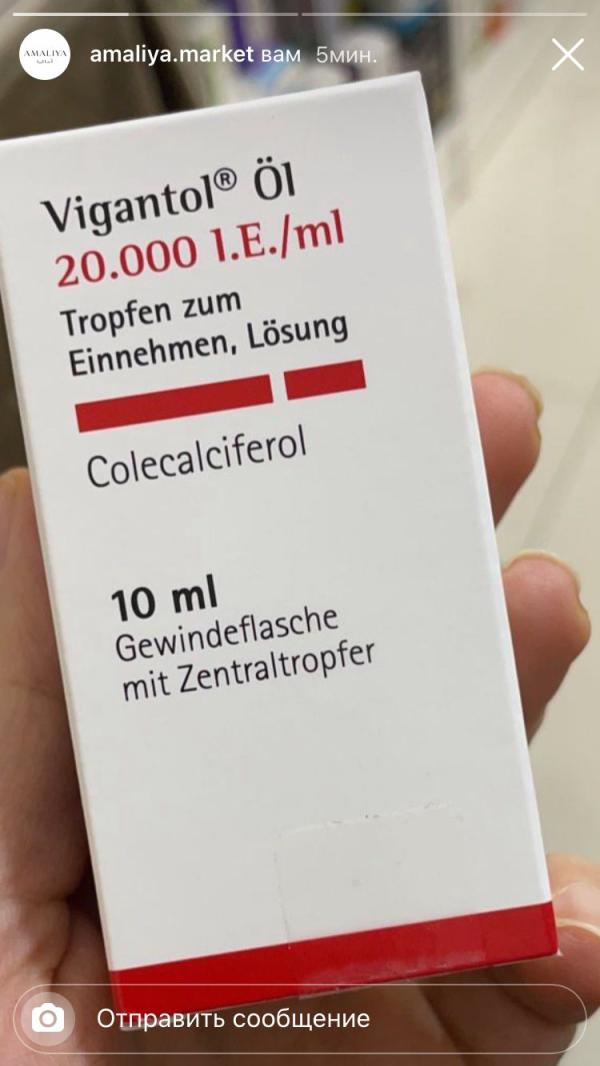 AMALIYA
amaliya.market вам 5мин.
Vigantol® Öl
20.000 I.E./ml
Tropfen zum
Einnehmen, Lösung
Colecalciferol
10 ml
Gewindeflasche
mit Zentraltropfer
Отправить сообщение